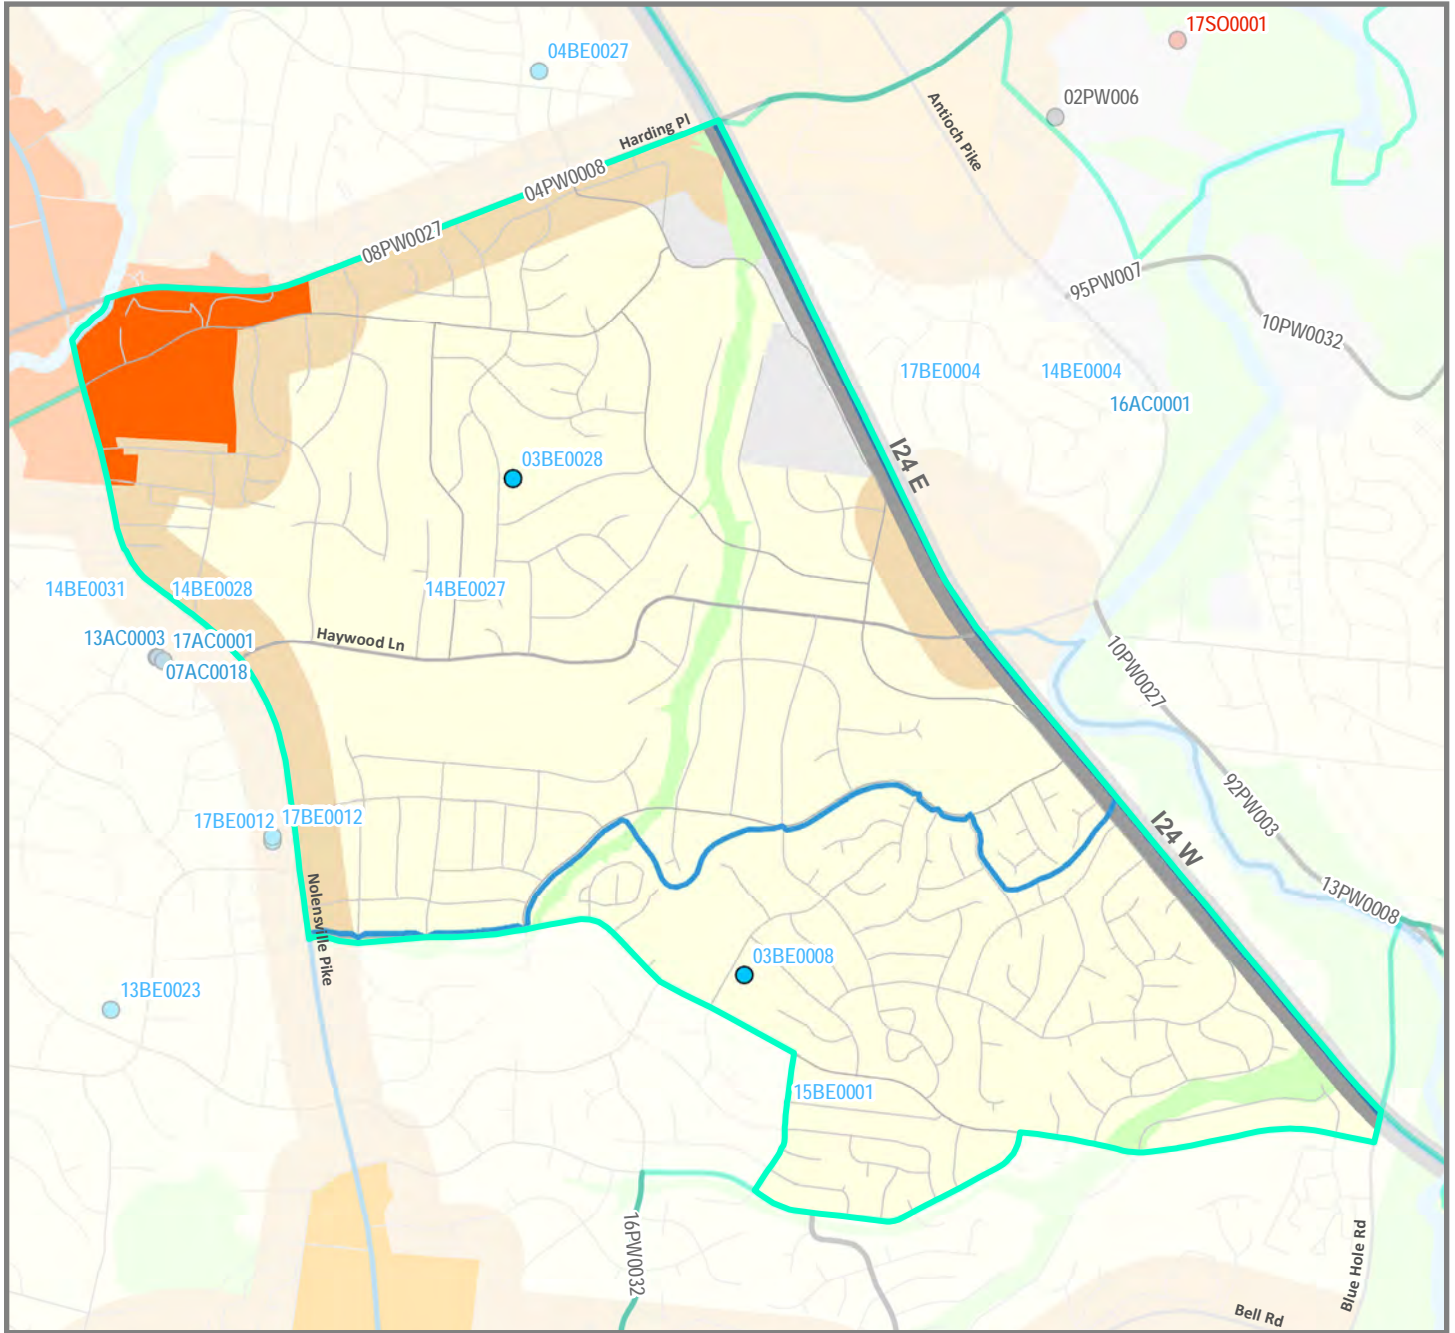 17SO0001
04BE0027
02PW006
Harding Pl
Antioch Pike
04PW0008
08PW0027
95PW007
10PW0032
17BE0004
14BE0004
16AC0001
I24 E
03BE0028
14BE0031
14BE0028
14BE0027
13AC0003
17AC0001
Haywood Ln
07AC0018
10PW0027
92PW003
17BE0012
17BE0012
I24 W
Nolensville Pike
13PW0008
03BE0008
13BE0023
15BE0001
16PW0032
Blue Hole Rd
Bell Rd